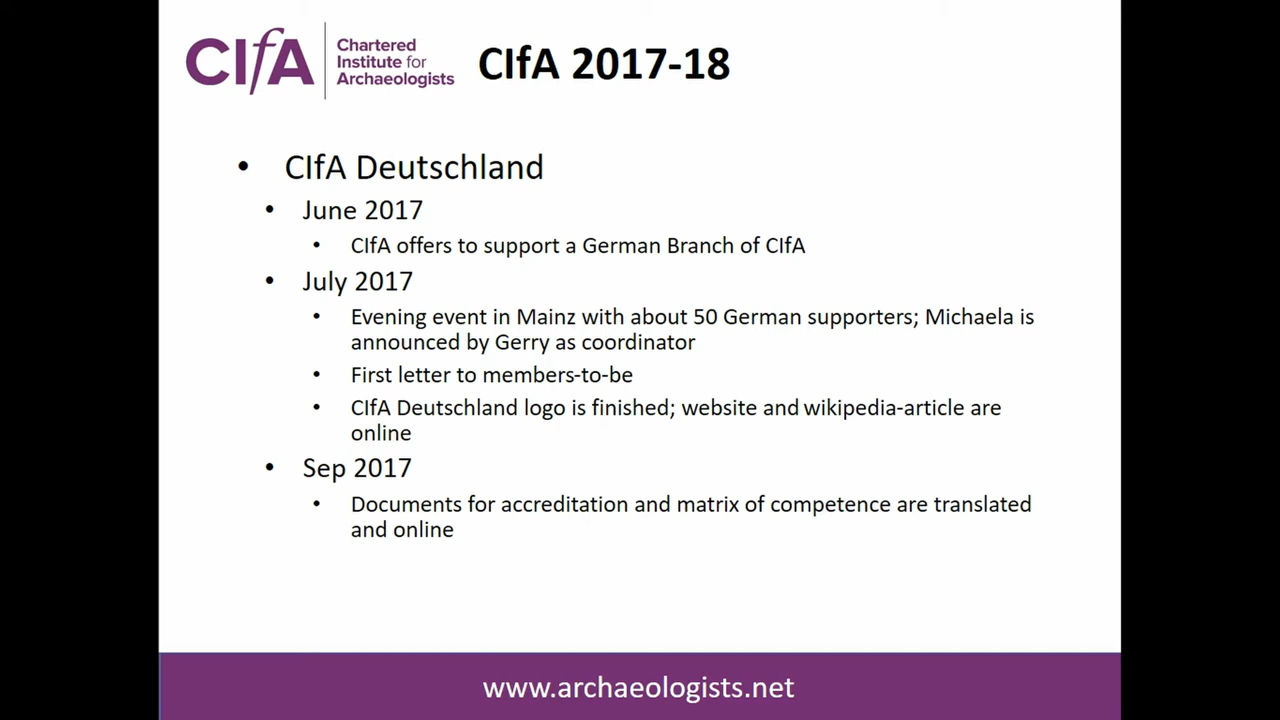 CIfA
Chartered
Institute for
Archaeologists
CIfA 2017-18
• CIfA Deutschland
• June 2017
• CIfA offers to support a German Branch of CIfA
• July 2017
• Evening event in Mainz with about 50 German supporters; Michaela is
announced by Gerry as coordinator
• First letter to members-to-be
• CIfA Deutschland logo is finished; website and wikipedia-article are
online
• Sep 2017
• Documents for accreditation and matrix of competence are translated
and online
www.archaeologists.net